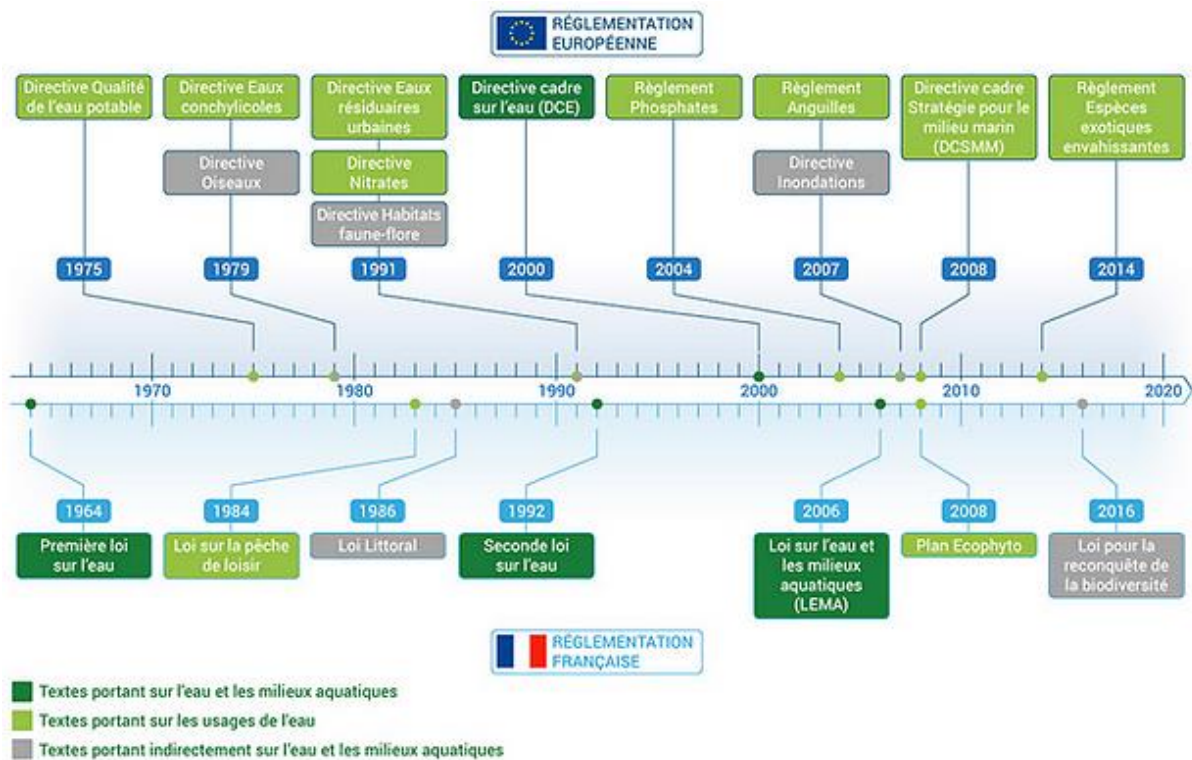 RÉGLEMENTATION
EUROPÉENNE
Directive Qualité
de l'eau potable
Directive Eaux
conchylicoles
Directive
Oiseaux
Directive Eaux
résiduaires
urbaines
Directive
Nitrates
Directive Habitats
faune-flore
Directive cadre
sur l'eau (DCE)
Règlement
Phosphates
Règlement
Anguilles
Directive
Inondations
Directive cadre
Stratégie pour le
milieu marin
(DCSMM)
Règlement
Espèces
exotiques
envahissantes
1975
1979
1991
2000
2004
2007
2008
2014
1970
1980
1990
2000
2010
2020
1964
1984
1986
1992
2006
2008
2016
Première loi
sur l'eau
Loi sur la pêche
de loisir
Loi Littoral
Seconde loi
sur l'eau
Loi sur l'eau et
les milieux
aquatiques
(LEMA)
Plan Ecophyto
Loi pour la
reconquête de
la biodiversité
RÉGLEMENTATION
FRANÇAISE
Textes portant sur l'eau et les milieux aquatiques
Textes portant sur les usages de l'eau
Textes portant indirectement sur l'eau et les milieux aquatiques